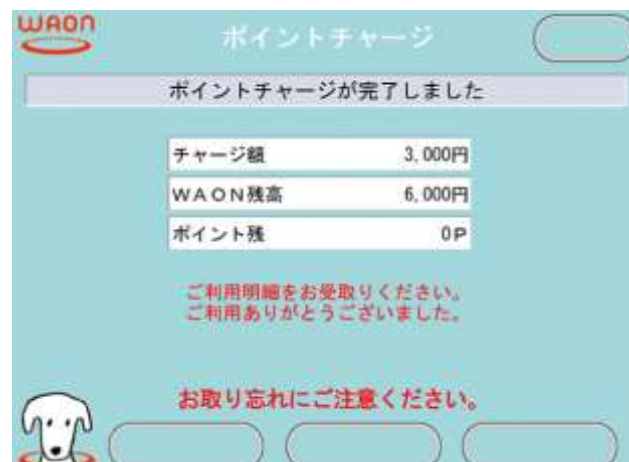 WAON
ポイントチャージ
ポイントチャージが完了しました
チャージ額 3,000円
WAON残高 6,000円
ポイント残 0P
ご利用明細をお受取りください。
ご利用ありがとうございました。
お取り忘れにご注意ください。